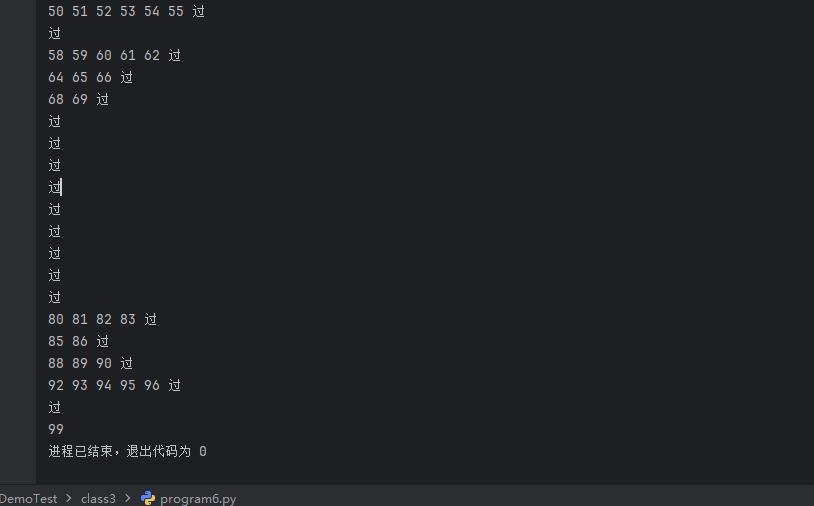 50 51 52 53 54 55 过
过
58 59 60 61 62 过
64 65 66 过
68 69 过
过
过
过
过
过
过
过
过
过
80 81 82 83 过
85 86 过
88 89 90 过
92 93 94 95 96 过
过
99
进程已结束，退出代码为 0
DemoTest > class3 > program6.py